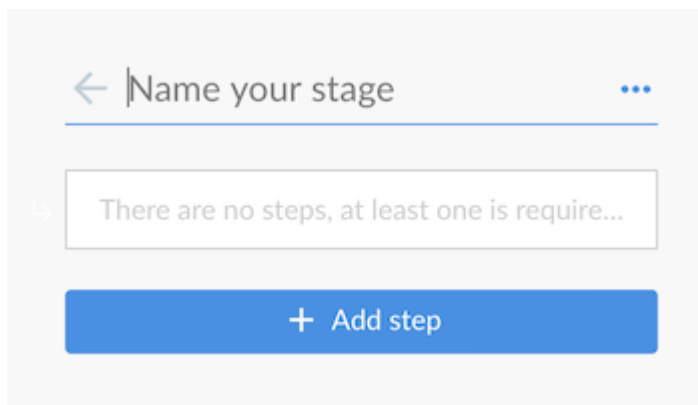 Name your stage
There are no steps, at least one is require...
+ Add step